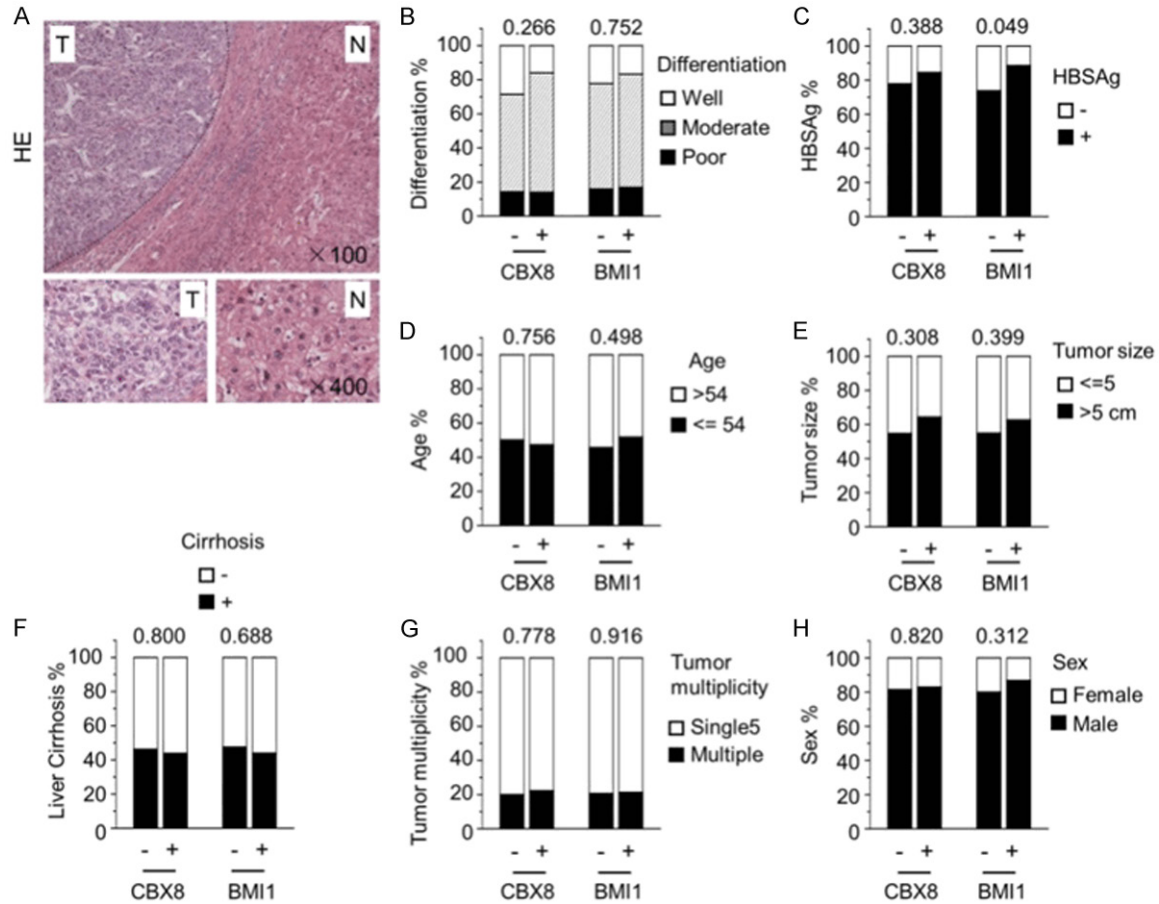 A
HE
T
N
×100
T
N
×400
B
0.266 0.752
Differentiation %
100
80
60
40
20
0
- + - +
CBX8 BMI1
Differentiation
Well
Moderate
Poor
C
0.388 0.049
HBSAg %
100
80
60
40
20
0
- + - +
CBX8 BMI1
HBSAg
-
+
D
0.756 0.498
Age %
100
80
60
40
20
0
- + - +
CBX8 BMI1
Age
>54
<= 54
E
0.308 0.399
Tumor size %
100
80
60
40
20
0
- + - +
CBX8 BMI1
Tumor size
<=5
>5 cm
F
Cirrhosis
-
+
0.800 0.688
Liver Cirrhosis %
100
80
60
40
20
0
- + - +
CBX8 BMI1
G
0.778 0.916
Tumor multiplicity %
100
80
60
40
20
0
- + - +
CBX8 BMI1
Tumor
multiplicity
Single5
Multiple
H
0.820 0.312
Sex %
100
80
60
40
20
0
- + - +
CBX8 BMI1
Sex
Female
Male